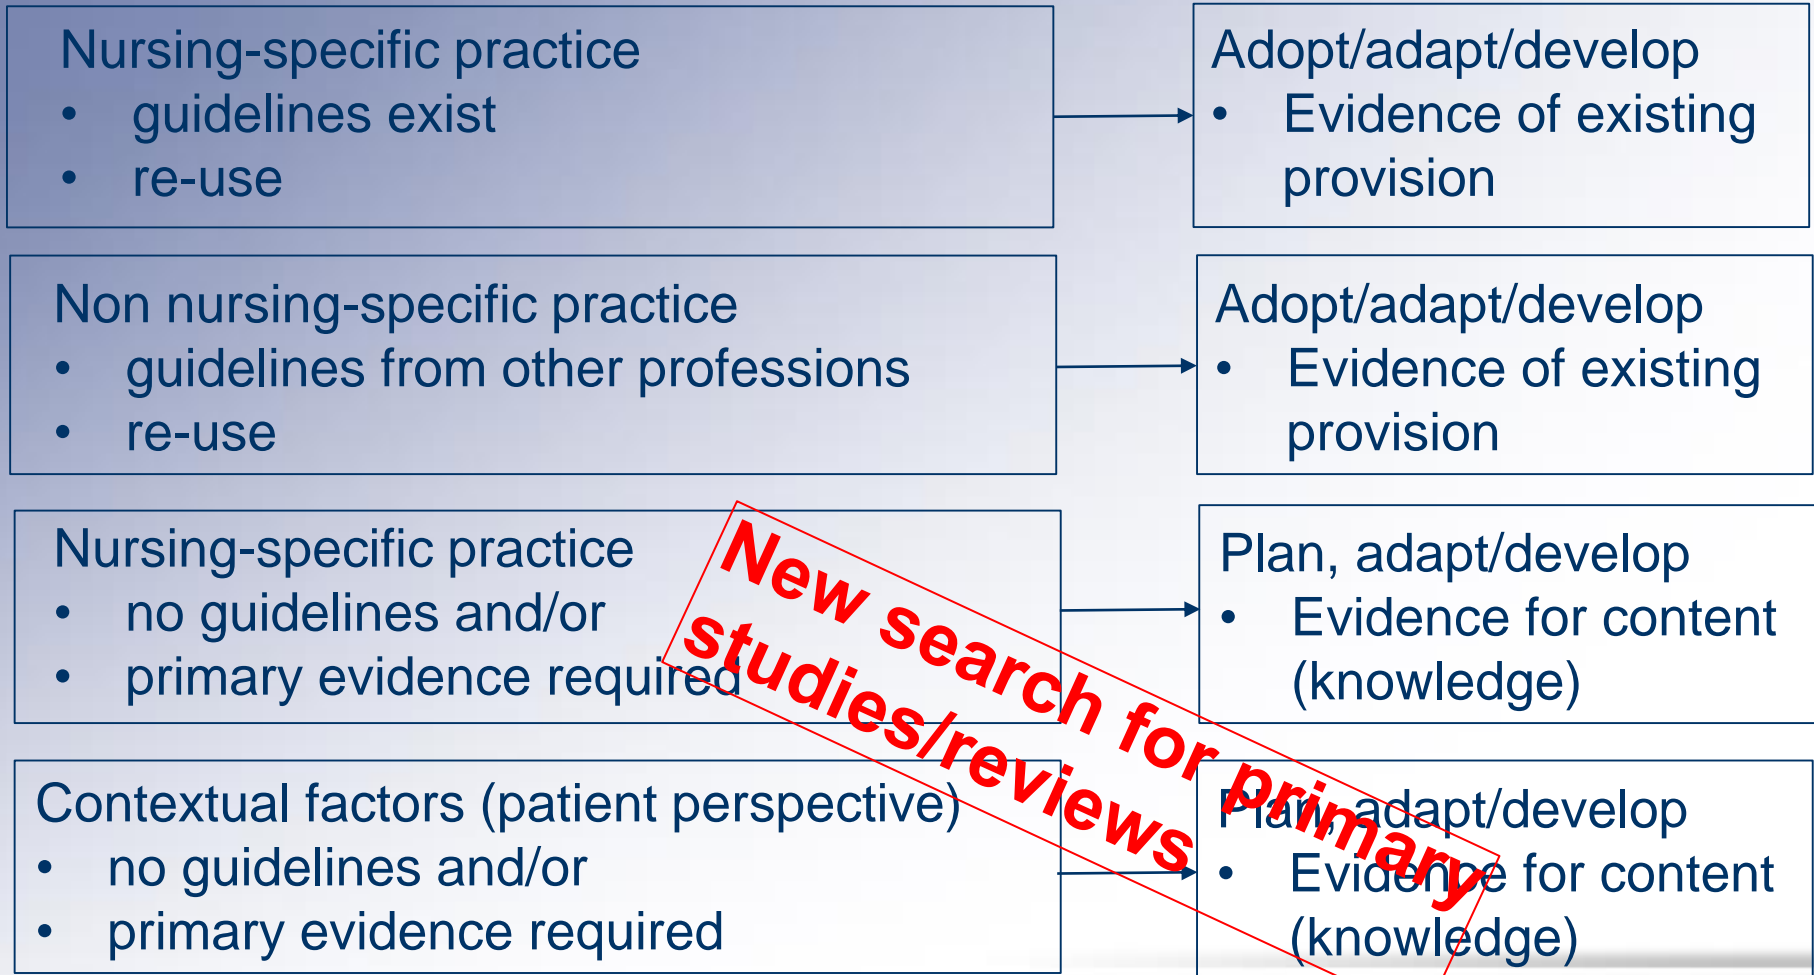 Nursing-specific practice
• guidelines exist
• re-use
Adopt/adapt/develop
• Evidence of existing
provision
Non nursing-specific practice
• guidelines from other professions
• re-use
Adopt/adapt/develop
• Evidence of existing
provision
Nursing-specific practice
• no guidelines and/or
• primary evidence required
Plan, adapt/develop
• Evidence for content
(knowledge)
New search for primary
studies/reviews
Contextual factors (patient perspective)
• no guidelines and/or
• primary evidence required
Plan, adapt/develop
• Evidence for content
(knowledge)